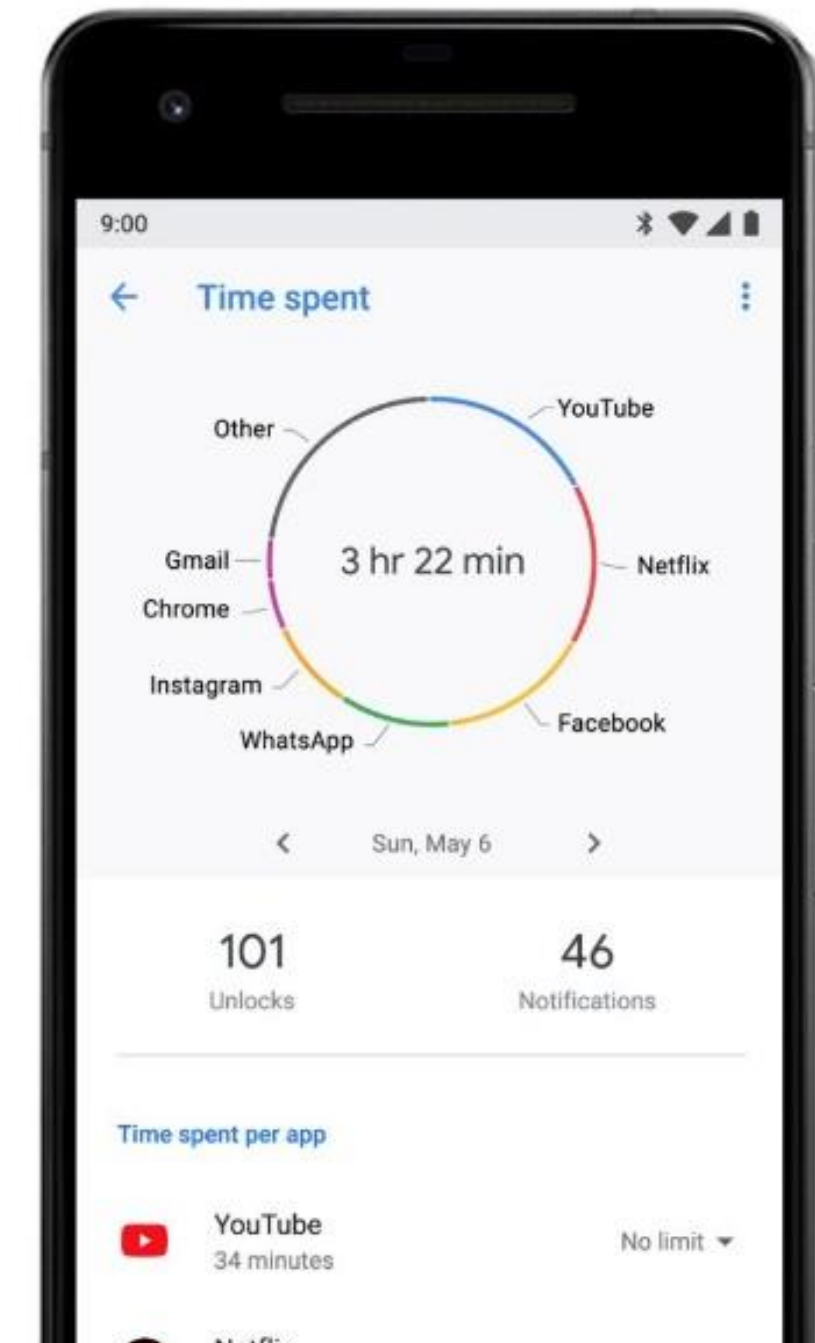 9:00
Time spent
YouTube
Other
3 hr 22 min
Gmail
Netflix
Chrome
Instagram
Facebook
WhatsApp
Sun, May 6
101
46
Unlocks
Notifications
Time spent per app
YouTube
No limit
34 minutes